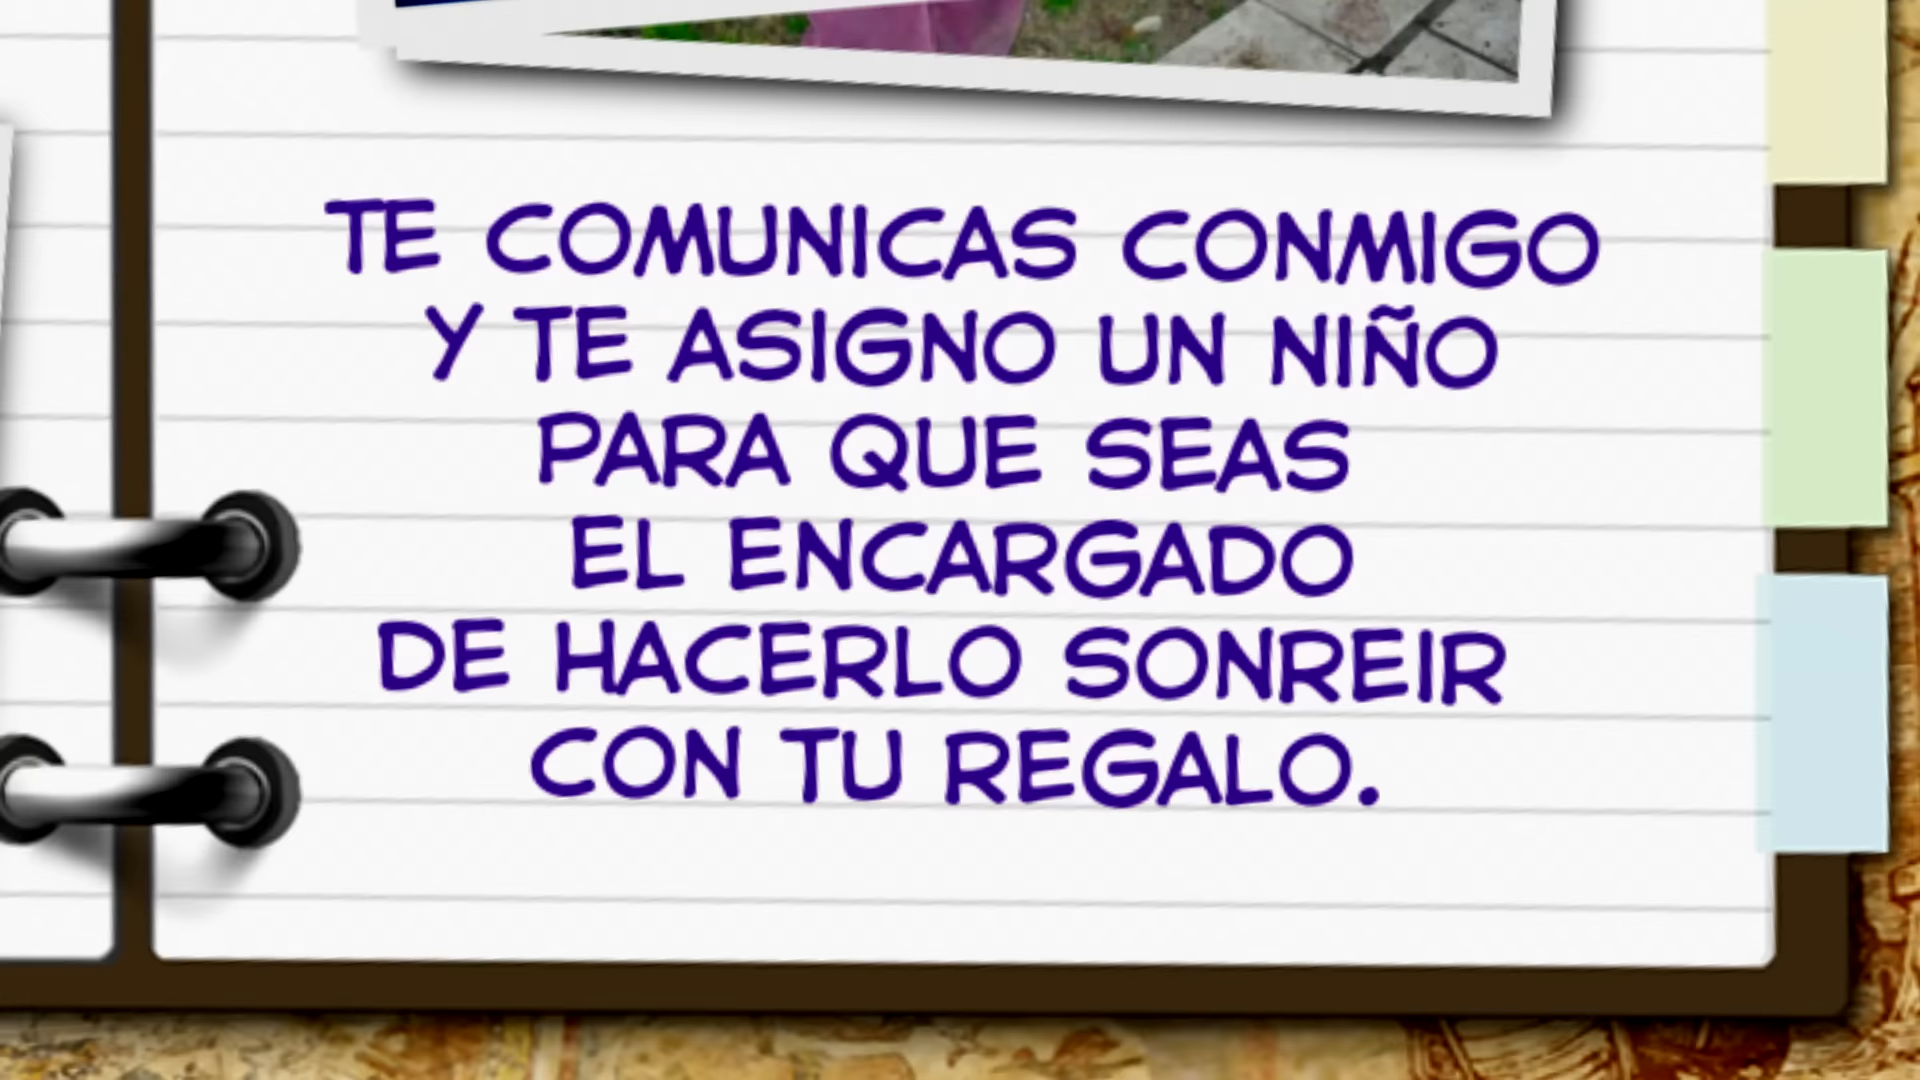 TE COMUNICAS CONMIGO
Y TE ASIGNO UN NIÑO
PARA QUE SEAS
EL ENCARGADO
DE HACERLO SONREIR
CON TU REGALO.